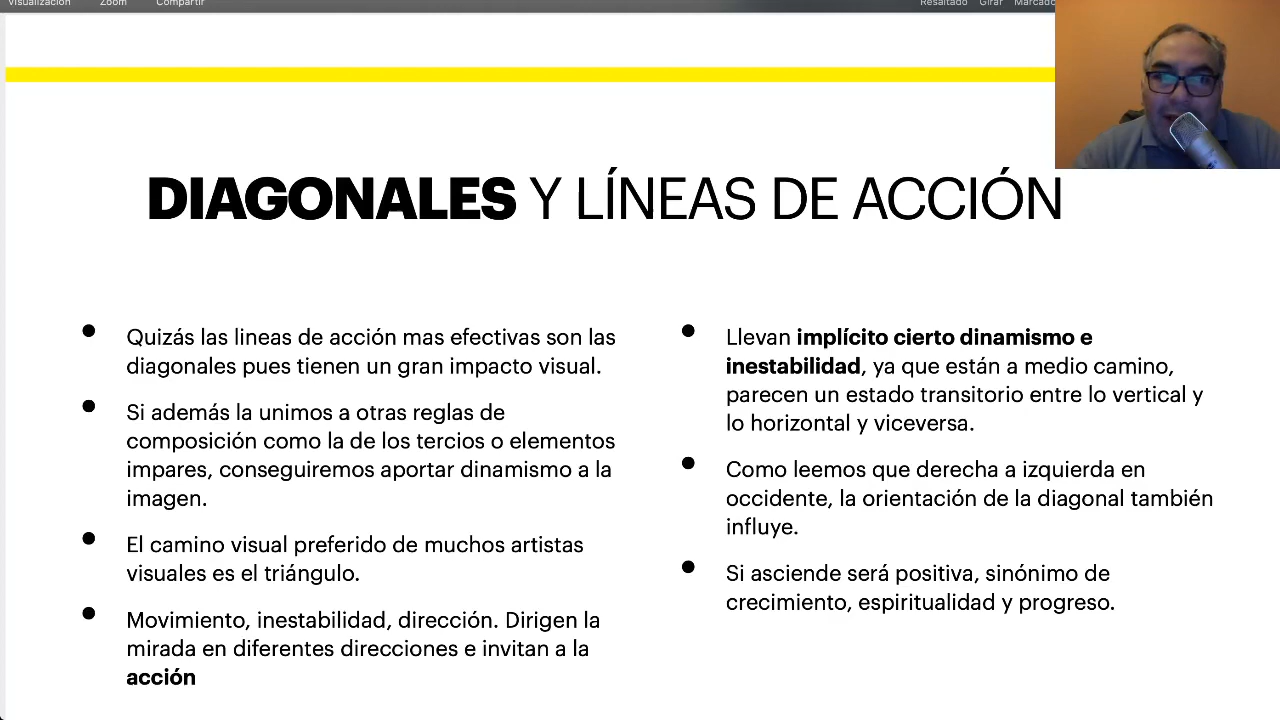 Visualización Zoom Compartir Resaltado Girar Marcado
DIAGONALES Y LÍNEAS DE ACCIÓN
Quizás las lineas de acción mas efectivas son las
diagonales pues tienen un gran impacto visual.
Si además la unimos a otras reglas de
composición como la de los tercios o elementos
impares, conseguiremos aportar dinamismo a la
imagen.
El camino visual preferido de muchos artistas
visuales es el triángulo.
Movimiento, inestabilidad, dirección. Dirigen la
mirada en diferentes direcciones e invitan a la
acción
Llevan implícito cierto dinamismo e
inestabilidad, ya que están a medio camino,
parecen un estado transitorio entre lo vertical y
lo horizontal y viceversa.
Como leemos que derecha a izquierda en
occidente, la orientación de la diagonal también
influye.
Si asciende será positiva, sinónimo de
crecimiento, espiritualidad y progreso.